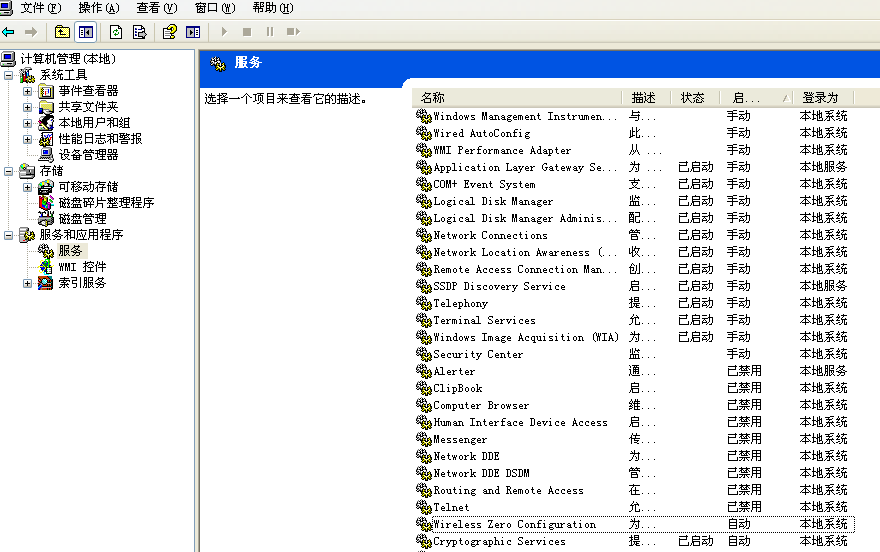 文件(F) 操作(A) 查看(V) 窗口(W) 帮助(H)
计算机管理(本地)
系统工具
事件查看器
共享文件夹
本地用户和组
性能日志和警报
设备管理器
存储
可移动存储
磁盘碎片整理程序
磁盘管理
服务和应用程序
服务
WMI 控件
索引服务
服务
选择一个项目来查看它的描述。
名称 描述 状态 启... 登录为
Windows Management Instrumen... 与... 手动 本地系统
Wired AutoConfig 此... 手动 本地系统
WMI Performance Adapter 从 ... 手动 本地系统
Application Layer Gateway Se... 为 ... 已启动 手动 本地服务
COM+ Event System 支... 已启动 手动 本地系统
Logical Disk Manager 监... 已启动 手动 本地系统
Logical Disk Manager Adminis... 配... 已启动 手动 本地系统
Network Connections 管... 已启动 手动 本地系统
Network Location Awareness (... 收... 已启动 手动 本地系统
Remote Access Connection Man... 创... 已启动 手动 本地系统
SSDP Discovery Service 启... 已启动 手动 本地服务
Telephony 提... 已启动 手动 本地系统
Terminal Services 允... 已启动 手动 本地系统
Windows Image Acquisition (WIA) 为... 已启动 手动 本地系统
Security Center 监... 手动 本地系统
Alerter 通... 已禁用 本地服务
ClipBook 启... 已禁用 本地系统
Computer Browser 维... 已禁用 本地系统
Human Interface Device Access 启... 已禁用 本地系统
Messenger 传... 已禁用 本地系统
Network DDE 为... 已禁用 本地系统
Network DDE DSDM 管... 已禁用 本地系统
Routing and Remote Access 在... 已禁用 本地系统
Telnet 允... 已禁用 本地系统
Wireless Zero Configuration 为... 自动 本地系统
Cryptographic Services 提... 已启动 自动 本地系统